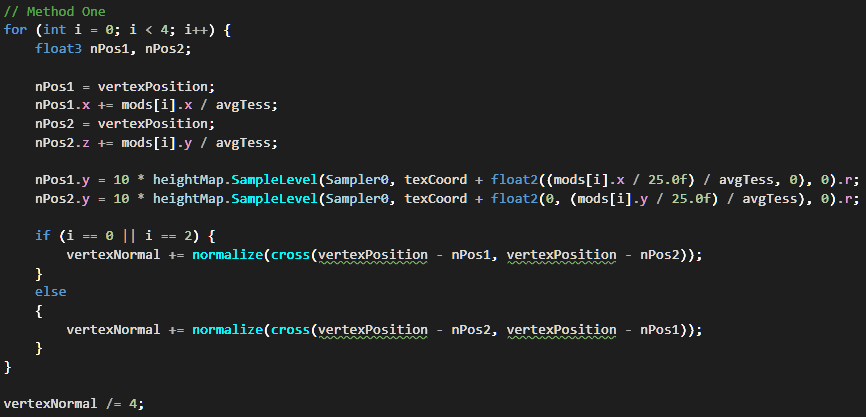 // Method One
for (int i = 0; i < 4; i++) {
float3 nPos1, nPos2;
nPos1 = vertexPosition;
nPos1.x += mods[i].x / avgTess;
nPos2 = vertexPosition;
nPos2.z += mods[i].y / avgTess;
nPos1.y = 10 * heightMap.SampleLevel(Sampler0, texCoord + float2((mods[i].x / 25.0f) / avgTess, 0), 0).r;
nPos2.y = 10 * heightMap.SampleLevel(Sampler0, texCoord + float2(0, (mods[i].y / 25.0f) / avgTess), 0).r;
if (i == 0 || i == 2) {
vertexNormal += normalize(cross(vertexPosition - nPos1, vertexPosition - nPos2));
}
else
{
vertexNormal += normalize(cross(vertexPosition - nPos2, vertexPosition - nPos1));
}
}
vertexNormal /= 4;